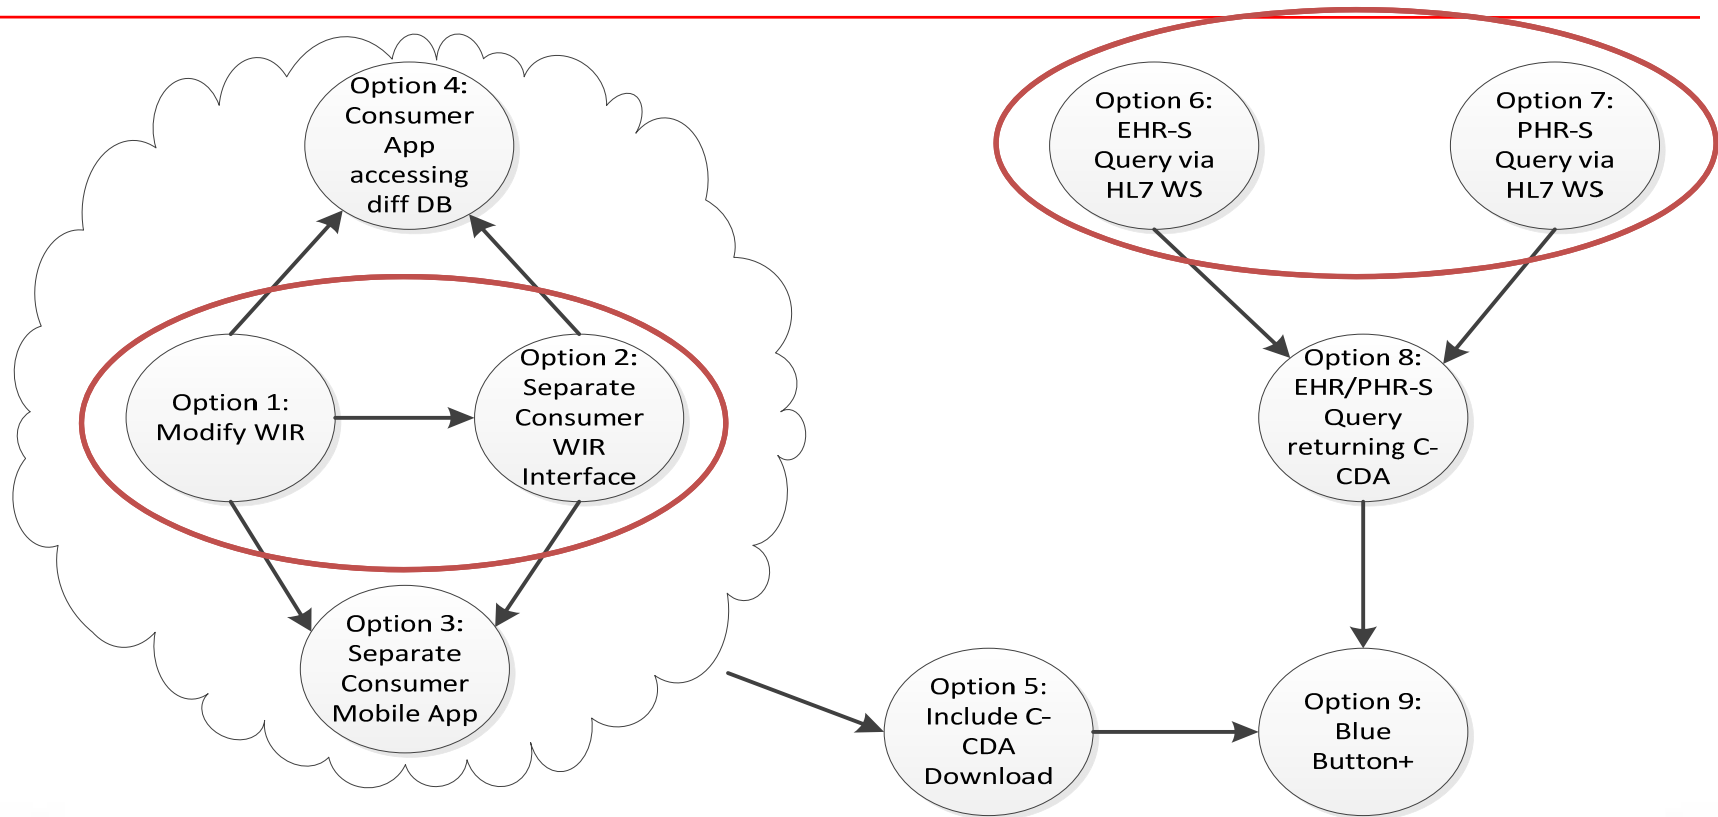 Option 4:
Consumer
App
accessing
diff DB
Option 6:
EHR-S
Query via
HL7 WS
Option 7:
PHR-S
Query via
HL7 WS
Option 1:
Modify WIR
Option 2:
Separate
Consumer
WIR
Interface
Option 8:
EHR/PHR-S
Query
returning C-
CDA
Option 3:
Separate
Consumer
Mobile App
Option 5:
Include C-
CDA
Download
Option 9:
Blue
Button+